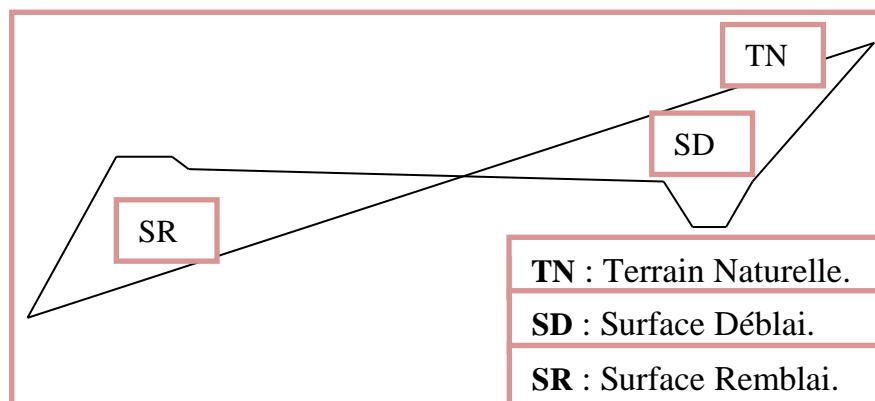 TN
SD
SR
TN : Terrain Naturelle.
SD : Surface Déblai.
SR : Surface Remblai.